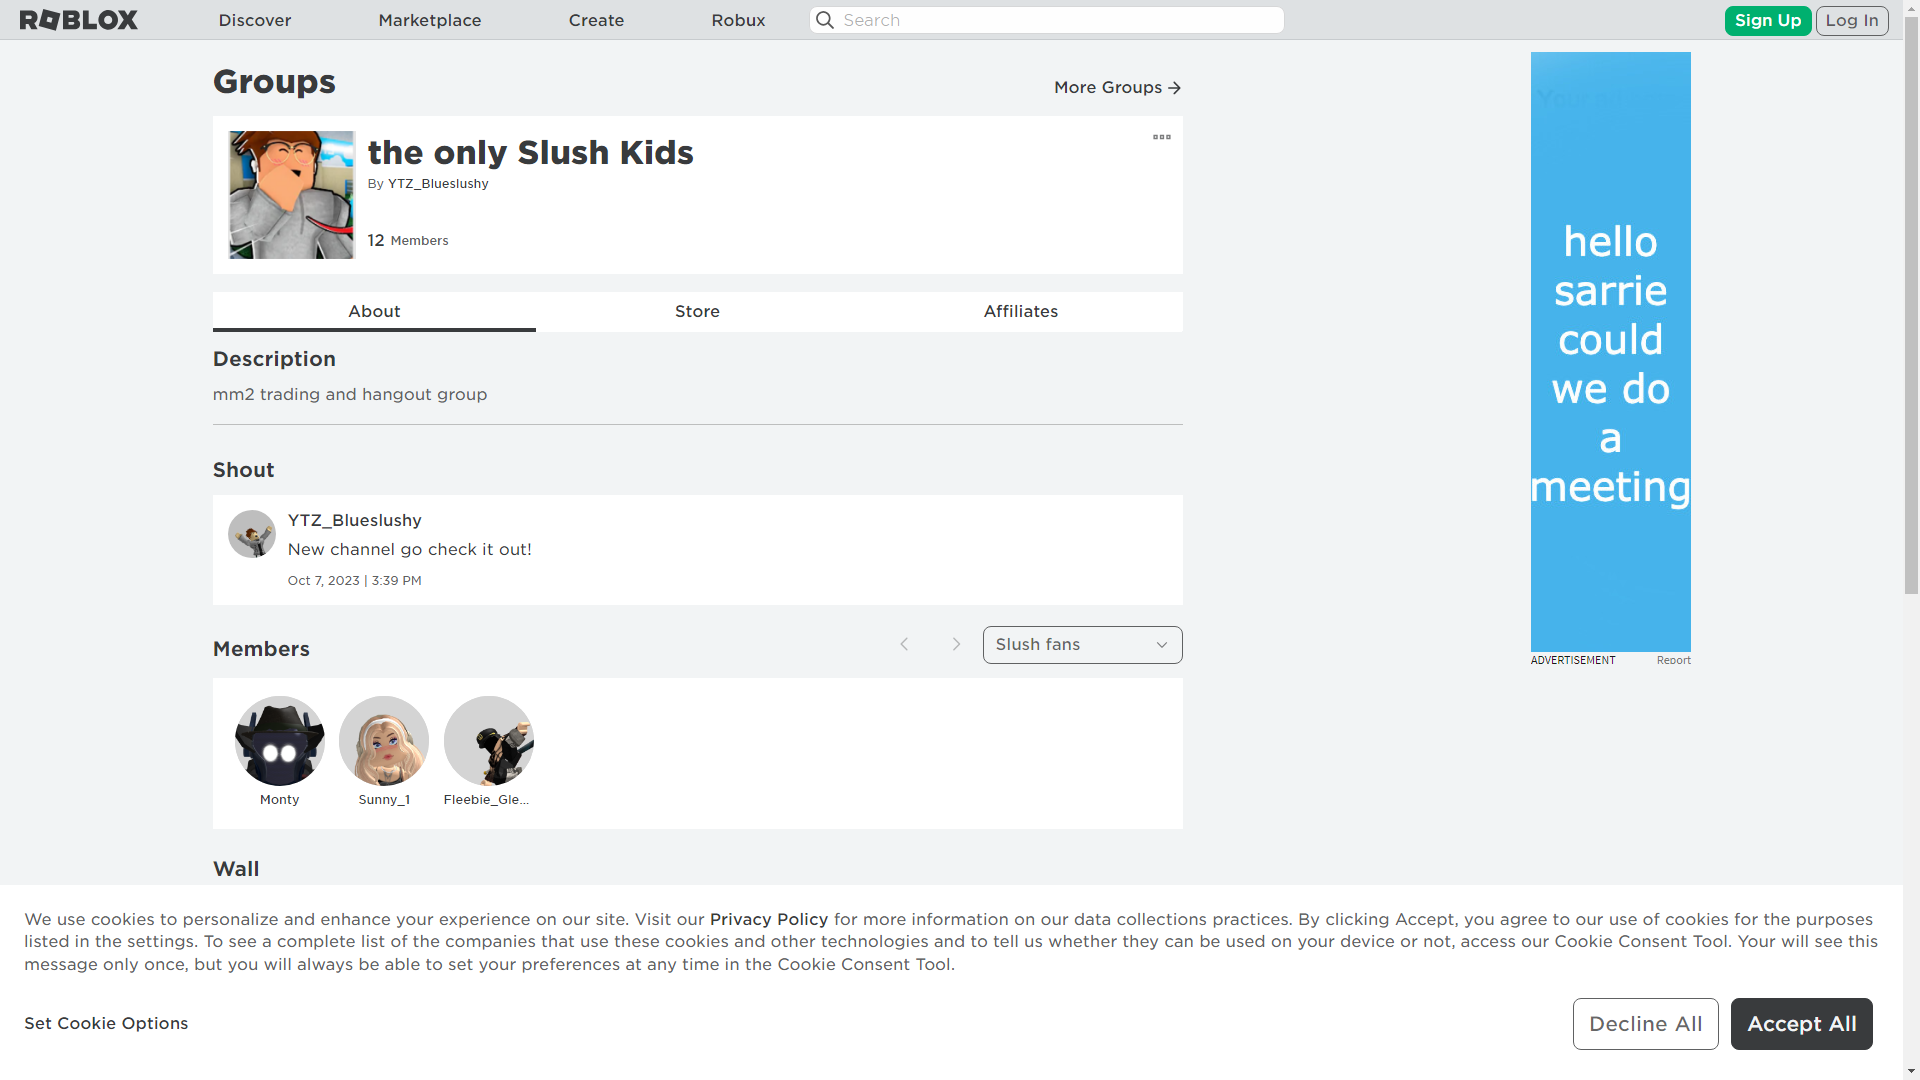 ROBLOX
Discover
Marketplace
Create
Robux
Search
Sign Up
Log In
Groups
More Groups
the only Slush Kids
By YTZ_Blueslushy
12 Members
About
Store
Affiliates
Description
mm2 trading and hangout group
Shout
YTZ_Blueslushy
New channel go check it out!
Oct 7, 2023 | 3:39 PM
Members
Slush fans
Monty
Sunny_1
Fleebie_Gle...
Wall
hello
sarrie
could
we do
a
meeting
ADVERTISEMENT
Report
We use cookies to personalize and enhance your experience on our site. Visit our Privacy Policy for more information on our data collections practices. By clicking Accept, you agree to our use of cookies for the purposes
listed in the settings. To see a complete list of the companies that use these cookies and other technologies and to tell us whether they can be used on your device or not, access our Cookie Consent Tool. Your will see this
message only once, but you will always be able to set your preferences at any time in the Cookie Consent Tool.
Set Cookie Options
Decline All
Accept All